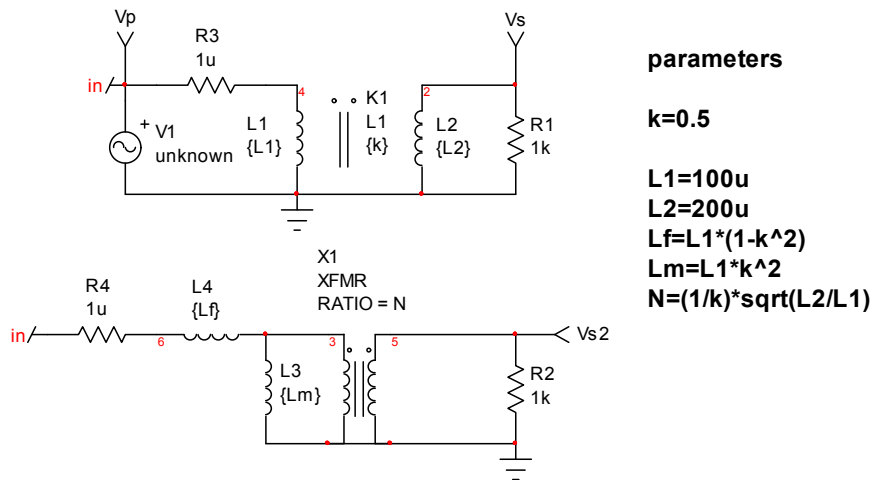 Vp
Vs
R3
1u
in
4
K1
L1
{k}
2
+
V1
unknown
L1
{L1}
L2
{L2}
R1
1k
parameters
k=0.5
L1=100u
L2=200u
Lf=L1*(1-k^2)
Lm=L1*k^2
N=(1/k)*sqrt(L2/L1)
X1
XFMR
RATIO = N
R4
1u
L4
{Lf}
in
6
3
5
Vs2
L3
{Lm}
R2
1k